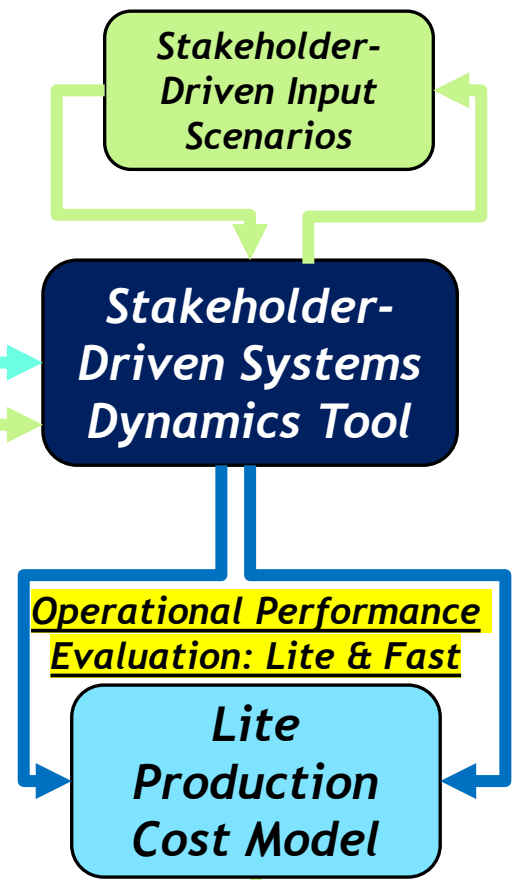 Stakeholder-
Driven Input
Scenarios
Stakeholder-
Driven Systems
Dynamics Tool
Operational Performance
Evaluation: Lite & Fast
Lite
Production
Cost Model